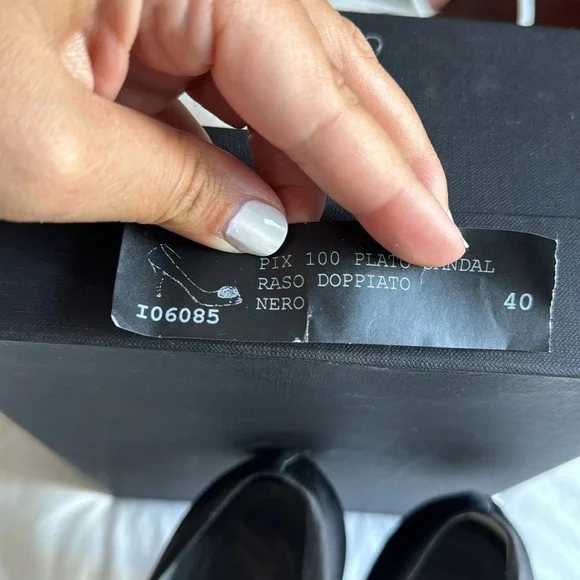 PIX 100 PLATO SANDAL
RASO DOPPIATO
NERO
40
I06085